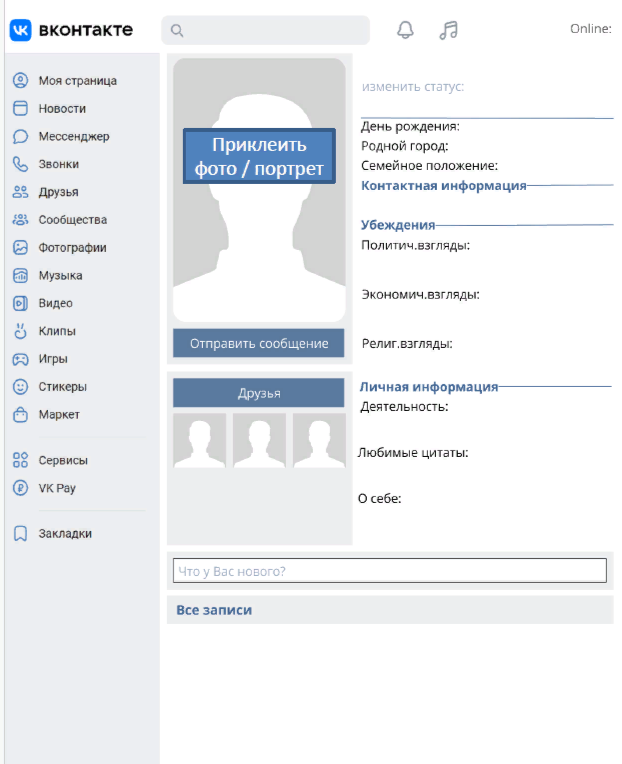 вконтакте
Online:
Моя страница
Новости
Мессенджер
Звонки
Друзья
Сообщества
Фотографии
Музыка
Видео
Клипы
Игры
Стикеры
Маркет
Сервисы
VK Pay
Закладки
Приклеить
фото / портрет
Отправить сообщение
Друзья
изменить статус:
День рождения:
Родной город:
Семейное положение:
Контактная информация
Убеждения
Политич.взгляды:
Экономич.взгляды:
Религ.взгляды:
Личная информация
Деятельность:
Любимые цитаты:
О себе:
Что у Вас нового?
Все записи